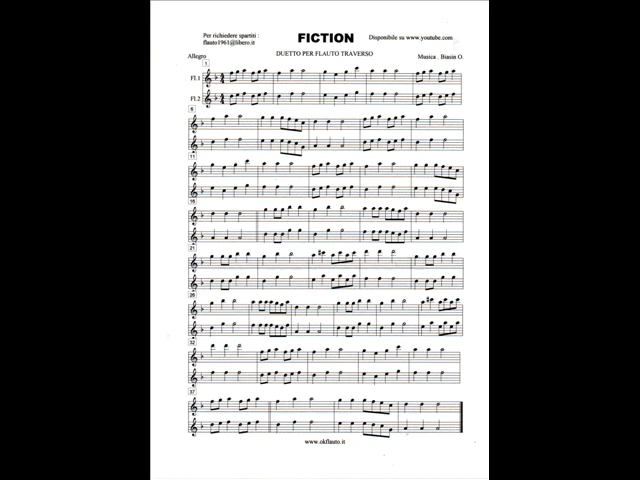 Per richiedere spartiti :
flauto1961@libero.it
FICTION
Disponibile su www.youtube.com
DUETTO PER FLAUTO TRAVERSO
Allegro
Musica . Biasin O.
1
Fl.1
Fl.2
6
11
16
21
26
32
37
www.okflauto.it